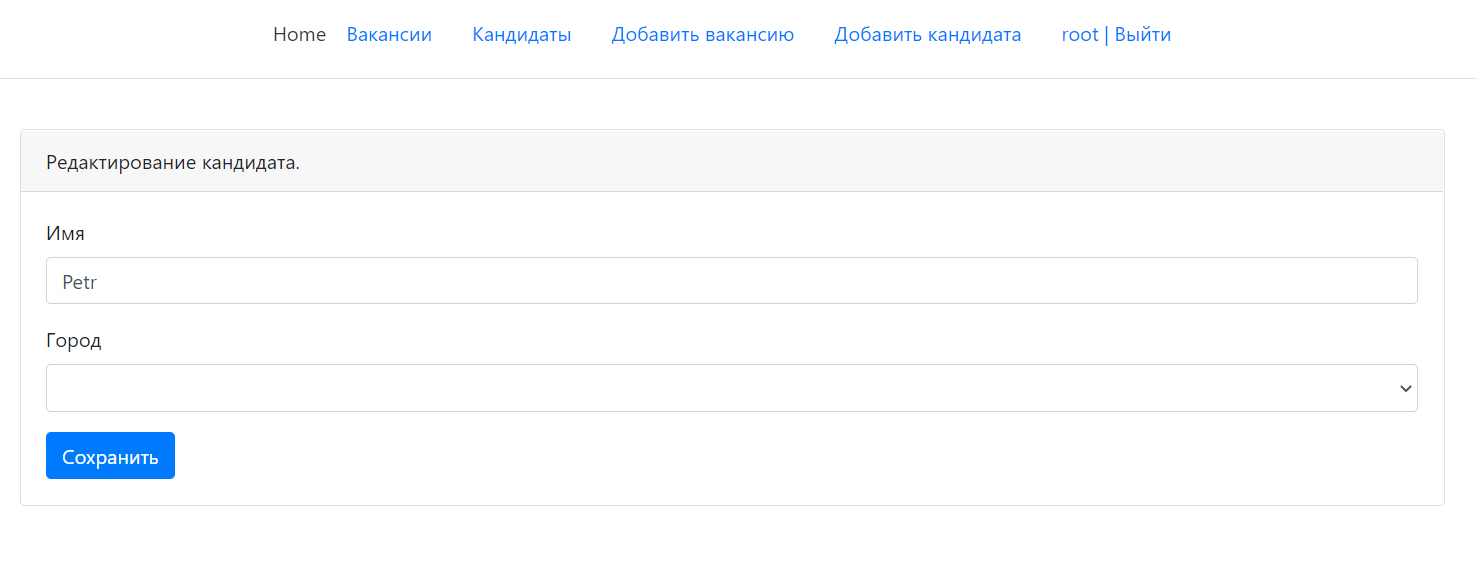 Home Вакансии Кандидаты Добавить вакансию Добавить кандидата root | Выйти
Редактирование кандидата.
Имя
Petr
Город
Сохранить